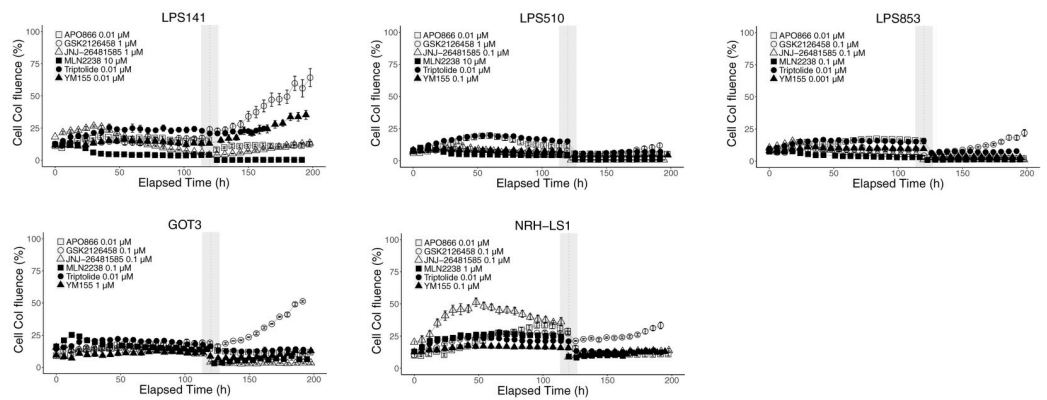 LPS141
Cell Col fluence (%)
100
75
50
25
0
APO866 0.01 µM
GSK2126458 1 µM
JNJ-26481585 1 µM
MLN2238 10 µM
Triptolide 0.01 µM
YM155 0.01 µM
0 50 100 150 200
Elapsed Time (h)
LPS510
Cell Col fluence (%)
100
75
50
25
0
APO866 0.01 µM
GSK2126458 1 µM
JNJ-26481585 0.1 µM
MLN2238 10 µM
Triptolide 0.01 µM
YM155 0.1 µM
0 50 100 150 200
Elapsed Time (h)
LPS853
Cell Col fluence (%)
100
75
50
25
0
APO866 0.01 µM
GSK2126458 0.1 µM
JNJ-26481585 0.1 µM
MLN2238 0.1 µM
Triptolide 0.01 µM
YM155 0.001 µM
0 50 100 150 200
Elapsed Time (h)
GOT3
Cell Col fluence (%)
100
75
50
25
0
APO866 0.01 µM
GSK2126458 0.1 µM
JNJ-26481585 0.1 µM
MLN2238 0.1 µM
Triptolide 0.01 µM
YM155 1 µM
0 50 100 150 200
Elapsed Time (h)
NRH-LS1
Cell Col fluence (%)
100
75
50
25
0
APO866 0.01 µM
GSK2126458 0.1 µM
JNJ-26481585 0.1 µM
MLN2238 1 µM
Triptolide 0.01 µM
YM155 0.1 µM
0 50 100 150 200
Elapsed Time (h)